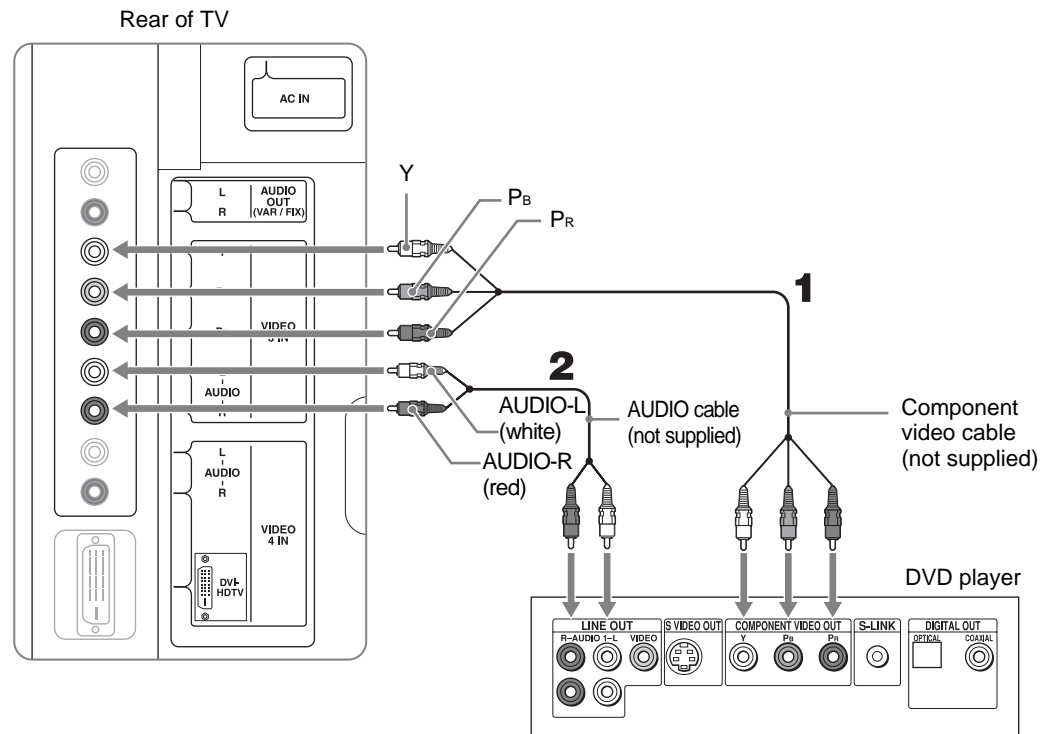 Rear of TV
AC IN
L
R
AUDIO
OUT
(VAR / FIX)
VIDEO
3 IN
AUDIO
R
L
AUDIO
R
VIDEO
4 IN
DVI-
HDTV
Y
PB
PR
1
2
AUDIO-L
(white)
AUDIO-R
(red)
AUDIO cable
(not supplied)
Component
video cable
(not supplied)
DVD player
LINE OUT
R–AUDIO 1–L VIDEO
S VIDEO OUT
COMPONENT VIDEO OUT
Y PB PR
S-LINK
DIGITAL OUT
OPTICAL COAXIAL